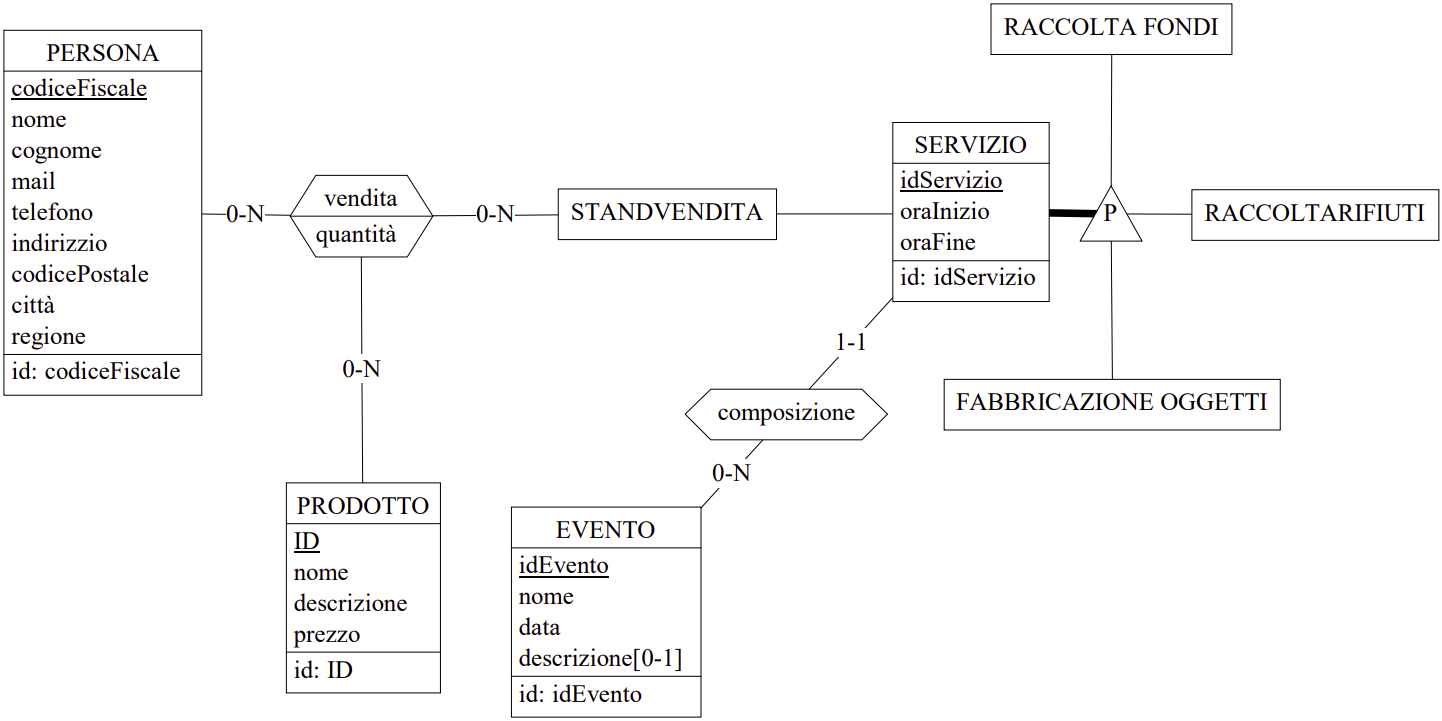 PERSONA
codiceFiscale
nome
cognome
mail
telefono
indirizzio
codicePostale
città
regione
id: codiceFiscale
0-N
vendita
quantità
0-N
STANDVENDITA
0-N
PRODOTTO
ID
nome
descrizione
prezzo
id: ID
SERVIZIO
idServizio
oraInizio
oraFine
id: idServizio
1-1
composizione
0-N
EVENTO
idEvento
nome
data
descrizione[0-1]
id: idEvento
RACCOLTA FONDI
P
RACCOLTARIFIUTI
FABBRICAZIONE OGGETTI